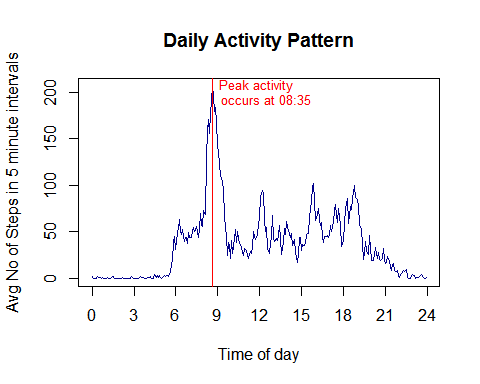 Daily Activity Pattern
Avg No of Steps in 5 minute intervals
200
150
100
50
0
Peak activity
occurs at 08:35
0 3 6 9 12 15 18 21 24
Time of day